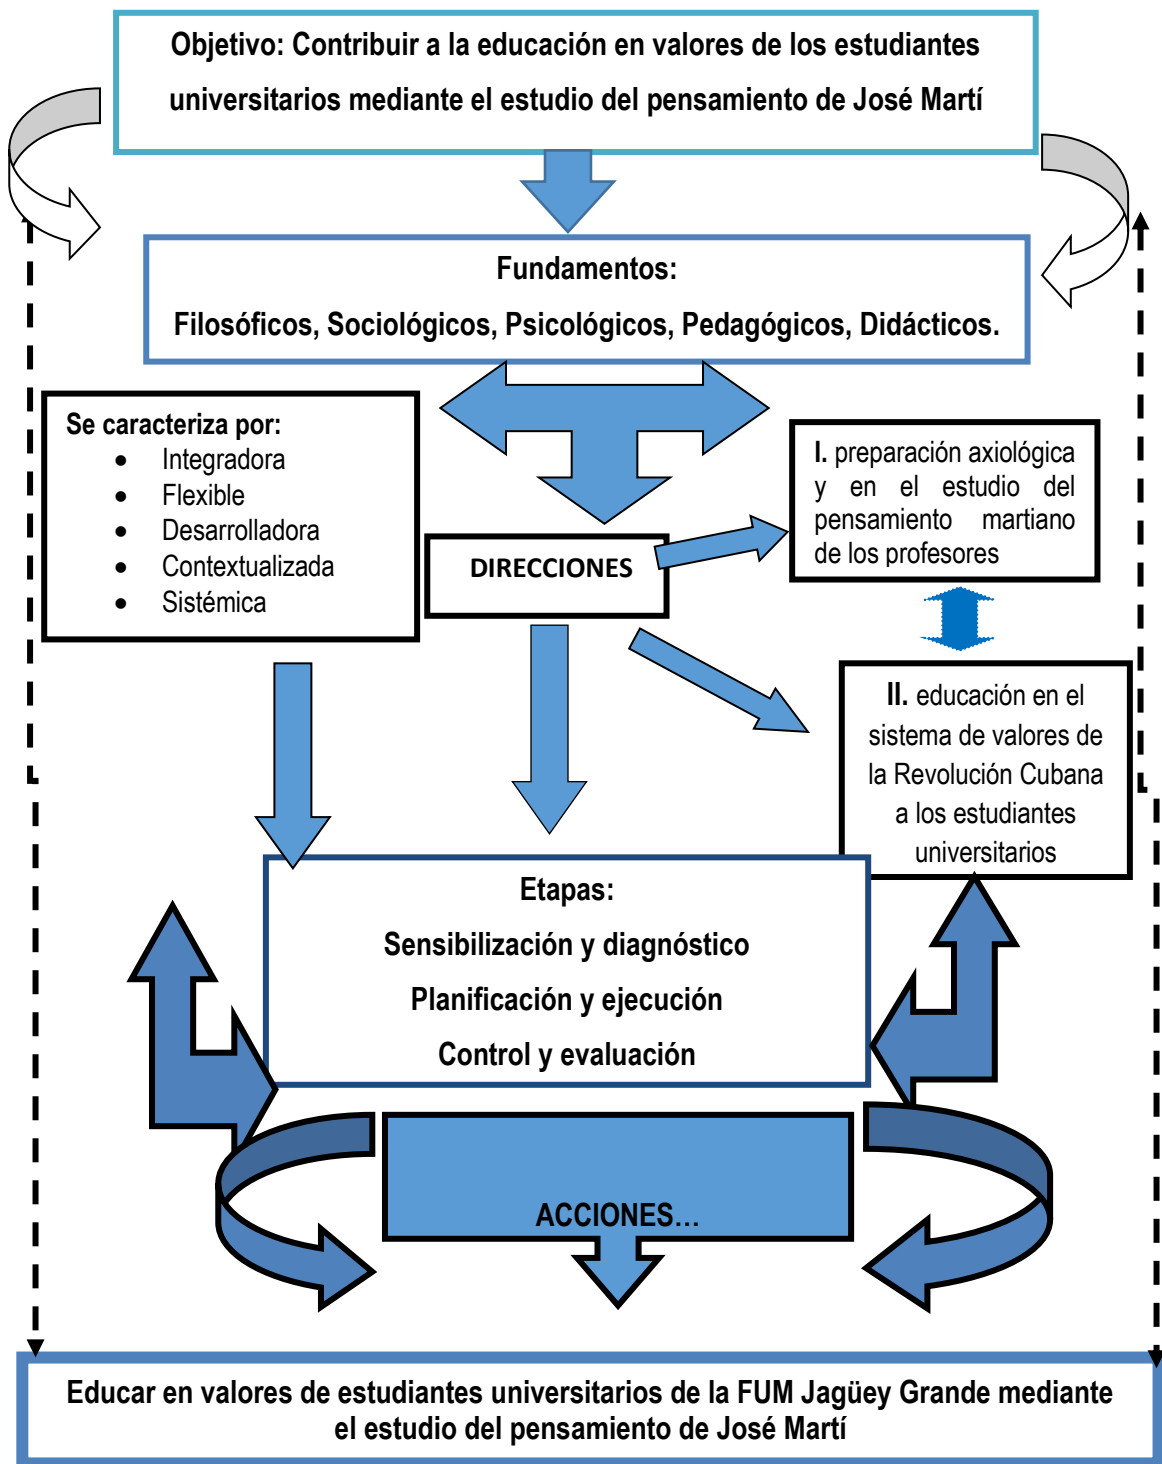 Objetivo: Contribuir a la educación en valores de los estudiantes
universitarios mediante el estudio del pensamiento de José Martí
Fundamentos:
Filosóficos, Sociológicos, Psicológicos, Pedagógicos, Didácticos.
Se caracteriza por:
• Integradora
• Flexible
• Desarrolladora
• Contextualizada
• Sistémica
DIRECCIONES
I. preparación axiológica
y en el estudio del
pensamiento martiano
de los profesores
II. educación en el
sistema de valores de
la Revolución Cubana
a los estudiantes
universitarios
Etapas:
Sensibilización y diagnóstico
Planificación y ejecución
Control y evaluación
ACCIONES…
Educar en valores de estudiantes universitarios de la FUM Jagüey Grande mediante
el estudio del pensamiento de José Martí